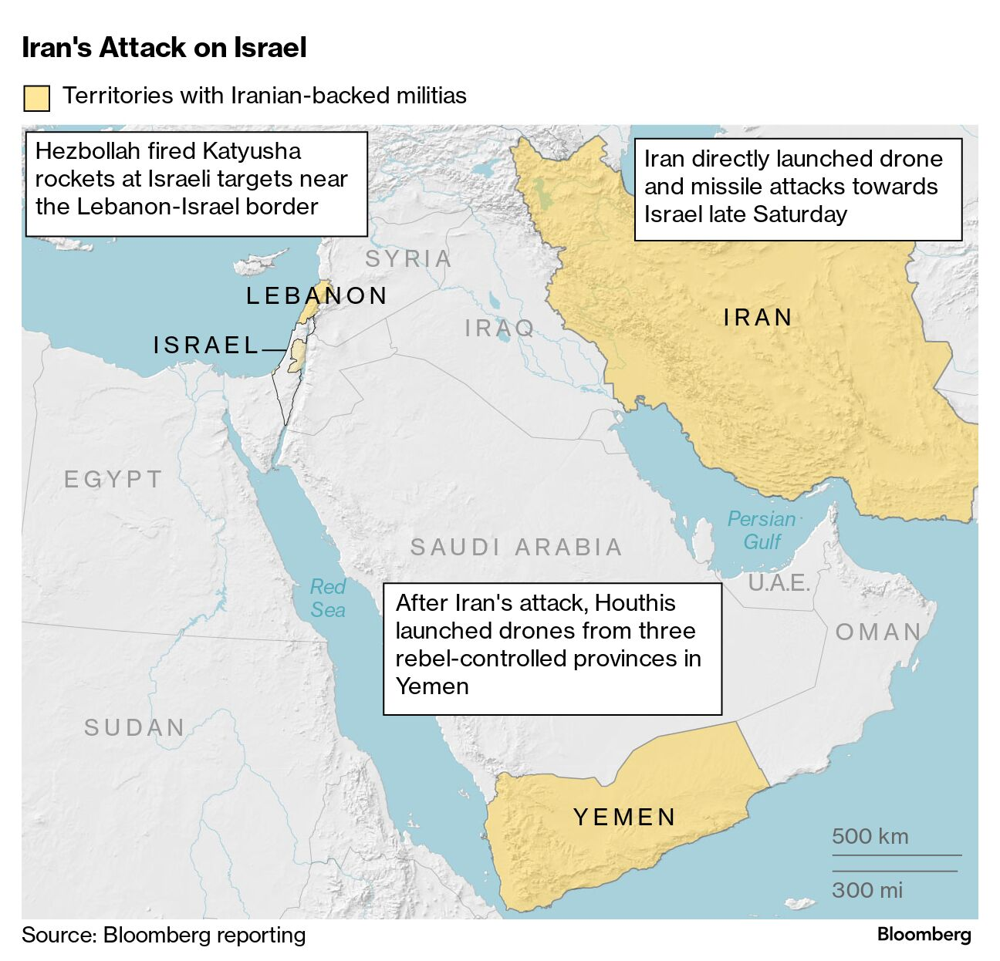 Iran's Attack on Israel
Territories with Iranian-backed militias
Hezbollah fired Katyusha
rockets at Israeli targets near
the Lebanon-Israel border
Iran directly launched drone
and missile attacks towards
Israel late Saturday
SYRIA
LEBANON
IRAQ
IRAN
ISRAEL
EGYPT
Persian
Gulf
SAUDI ARABIA
Red
Sea
U.A.E.
OMAN
After Iran's attack, Houthis
launched drones from three
rebel-controlled provinces in
Yemen
SUDAN
YEMEN
500 km
300 mi
Source: Bloomberg reporting
Bloomberg